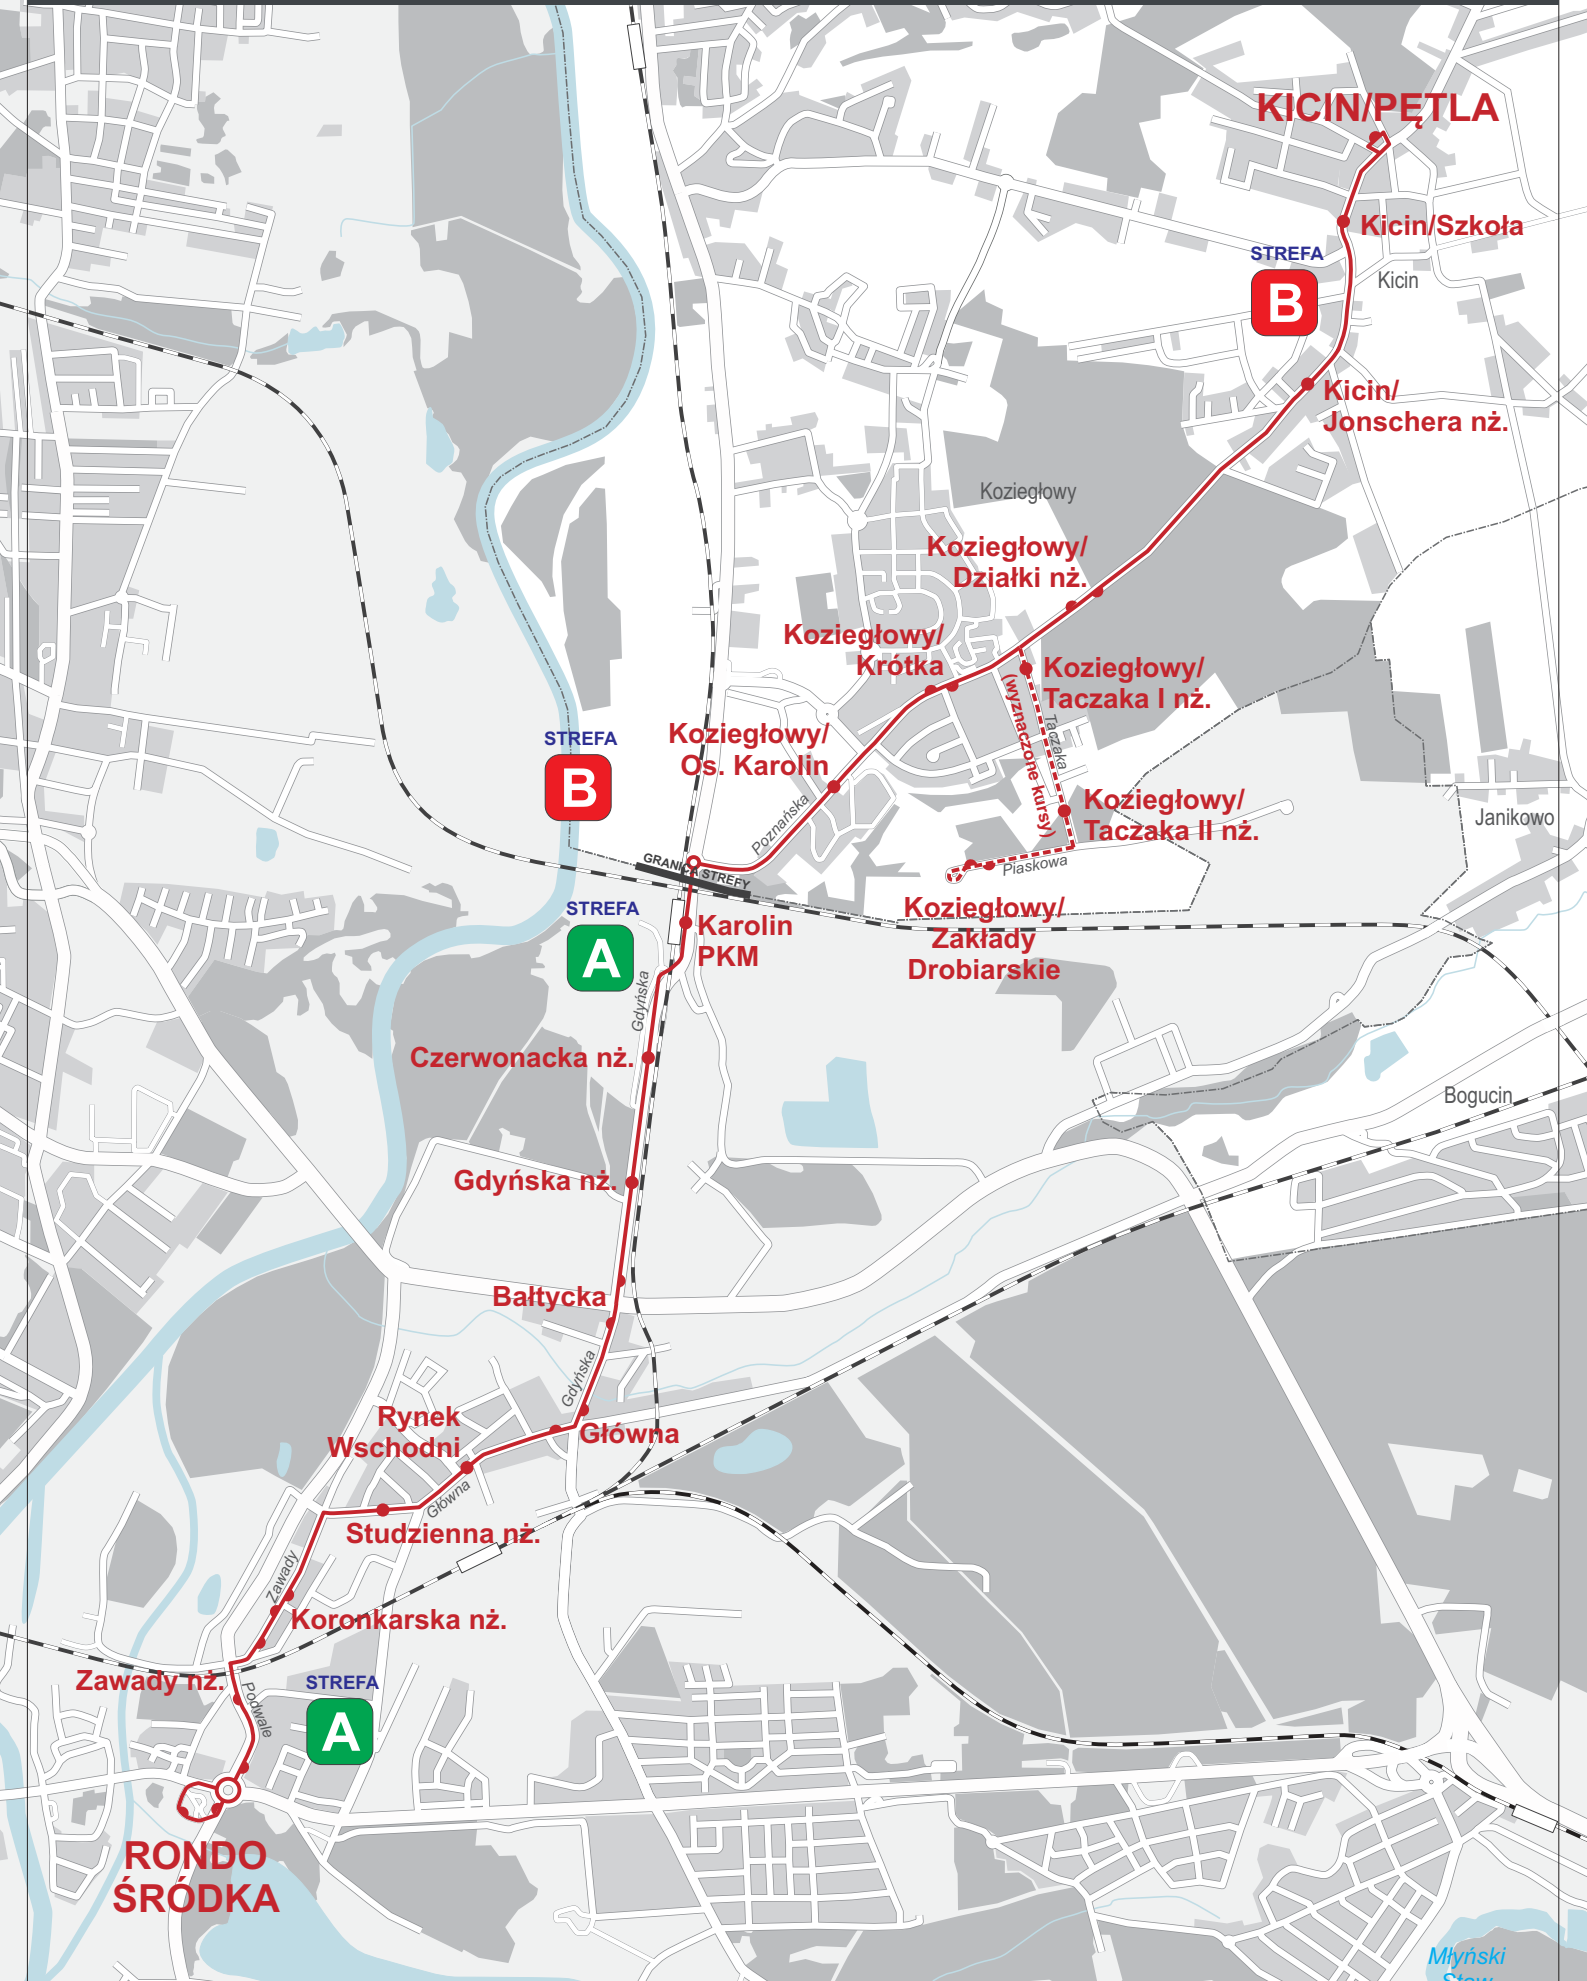 KICIN/PĘTLA
Kicin/Szkoła
STREFA
B
Kicin
Kicin/
Jonschera nż.
Koziegłowy
Koziegłowy/
Działki nż.
Koziegłowy/
Krótka
Koziegłowy/
Taczaka I nż.
(wyznaczone kursy)
Taczaka
Koziegłowy/
Os. Karolin
STREFA
B
Poznańska
Koziegłowy/
Taczaka II nż.
Janikowo
GRANICA STREFY
Piaskowa
Koziegłowy/
Zakłady
Drobiarskie
STREFA
A
Karolin
PKM
Gdyńska
Czerwonacka nż.
Bogucin
Gdyńska nż.
Bałtycka
Gdyńska
Rynek
Wschodni
Główna
Główna
Studzienna nż.
Zawady
Koronkarska nż.
Zawady nż.
STREFA
A
Podwale
RONDO
ŚRÓDKA
Młyński
Staw